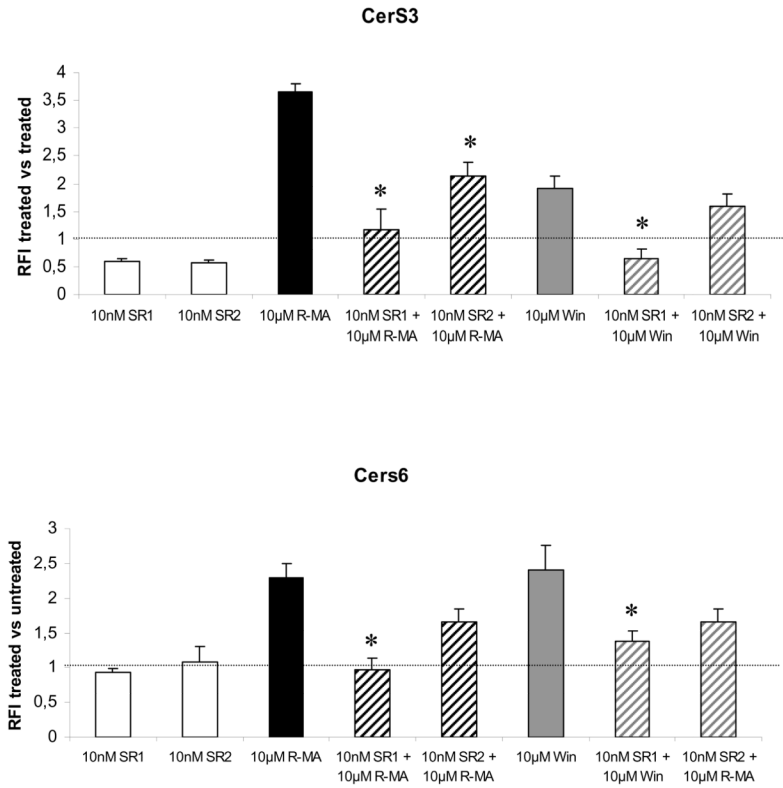 CerS3
RFI treated vs treated
4
3,5
3
2,5
2
1,5
1
0,5
0
*
*
*
10nM SR1
10nM SR2
10µM R-MA
10nM SR1 +
10µM R-MA
10nM SR2 +
10µM R-MA
10µM Win
10nM SR1 +
10µM Win
10nM SR2 +
10µM Win
Cers6
RFI treated vs untreated
3
2,5
2
1,5
1
0,5
0
*
*
10nM SR1
10nM SR2
10µM R-MA
10nM SR1 +
10µM R-MA
10nM SR2 +
10µM R-MA
10µM Win
10nM SR1 +
10µM Win
10nM SR2 +
10µM R-MA